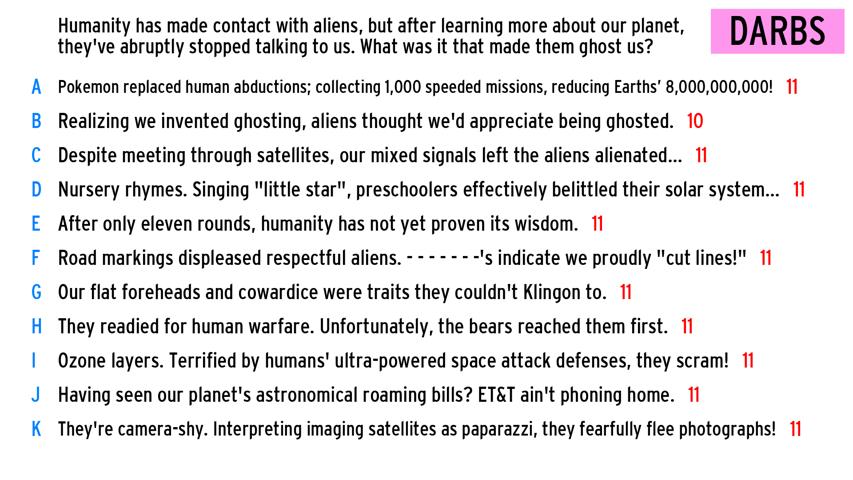 Humanity has made contact with aliens, but after learning more about our planet,
they've abruptly stopped talking to us. What was it that made them ghost us?
DARBS
A Pokemon replaced human abductions; collecting 1,000 speeded missions, reducing Earths' 8,000,000,000! 11
B Realizing we invented ghosting, aliens thought we'd appreciate being ghosted. 10
C Despite meeting through satellites, our mixed signals left the aliens alienated... 11
D Nursery rhymes. Singing "little star", preschoolers effectively belittled their solar system... 11
E After only eleven rounds, humanity has not yet proven its wisdom. 11
F Road markings displeased respectful aliens. - - - - - - -'s indicate we proudly "cut lines!" 11
G Our flat foreheads and cowardice were traits they couldn't Klingon to. 11
H They readied for human warfare. Unfortunately, the bears reached them first. 11
I Ozone layers. Terrified by humans' ultra-powered space attack defenses, they scram! 11
J Having seen our planet's astronomical roaming bills? ET&T ain't phoning home. 11
K They're camera-shy. Interpreting imaging satellites as paparazzi, they fearfully flee photographs! 11